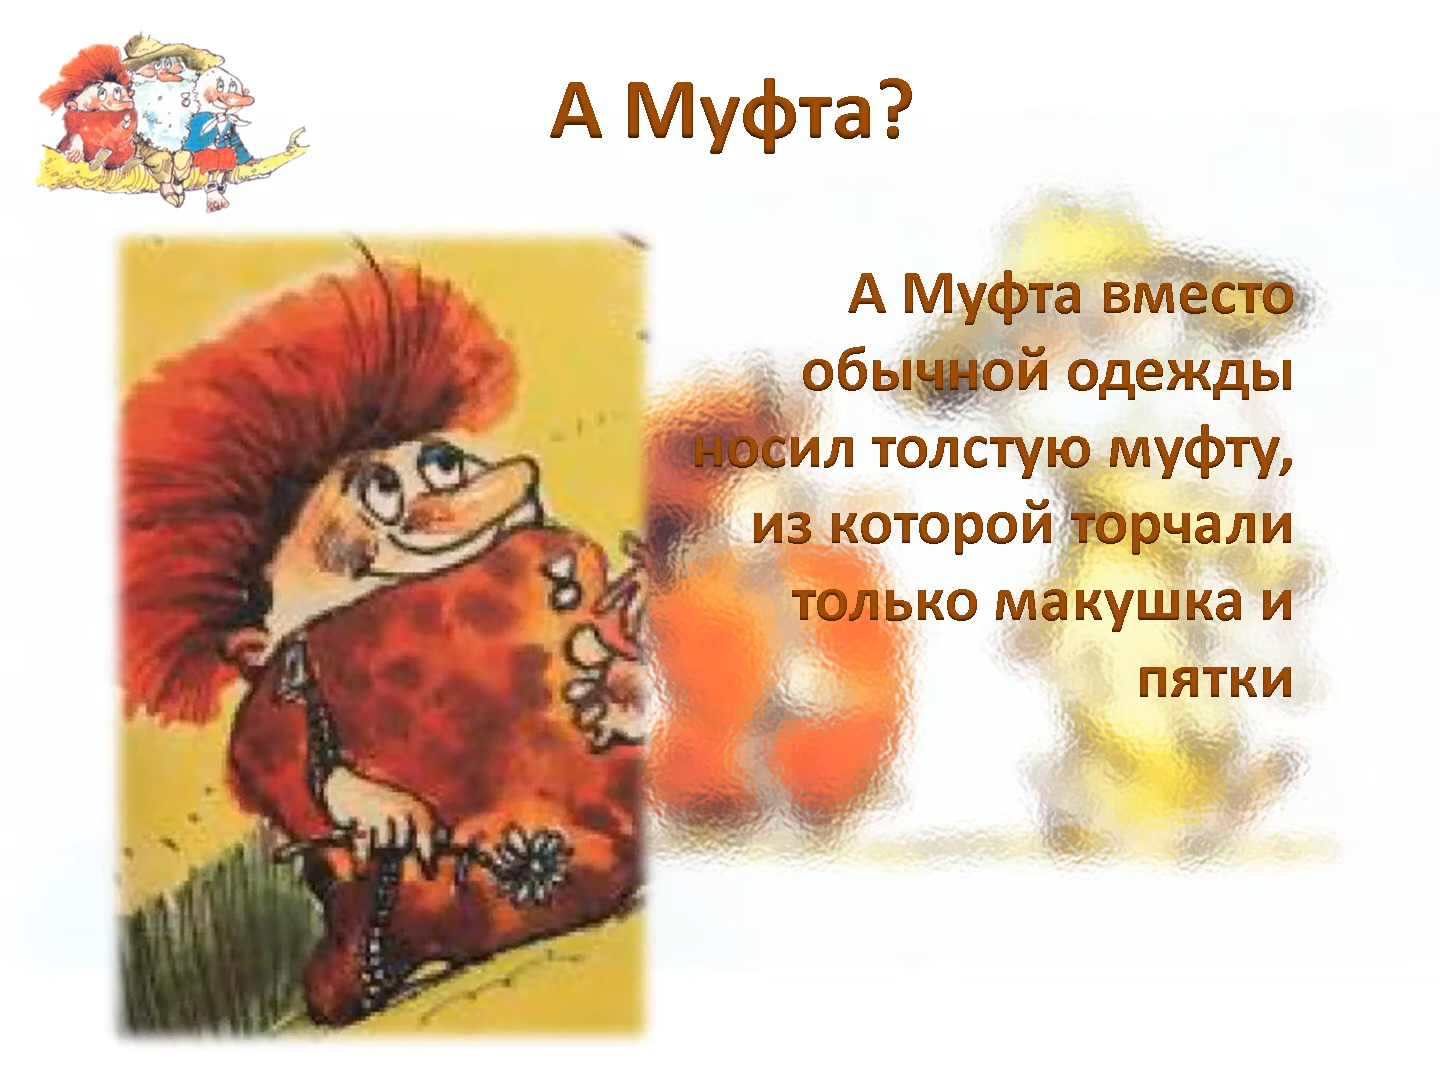 А Муфта?
А Муфта вместо
обычной одежды
носил толстую муфту,
из которой торчали
только макушка и
пятки